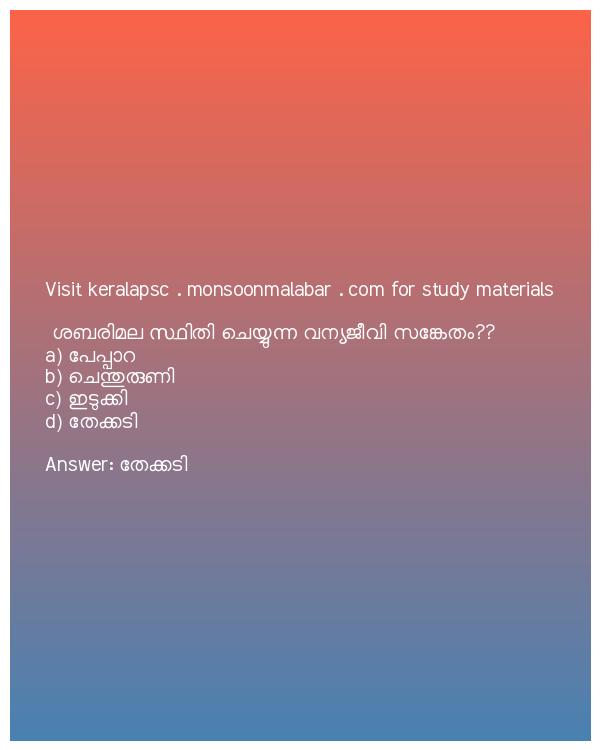 Visit keralapsc . monsoonmalabar . com for study materials
ശബരിമല സ്ഥിതി ചെയ്യുന്ന വന്യജീവി സങ്കേതം??
a) പേപ്പാറ
b) ചെന്തുരുണി
c) ഇടുക്കി
d) തേക്കടി
Answer: തേക്കടി